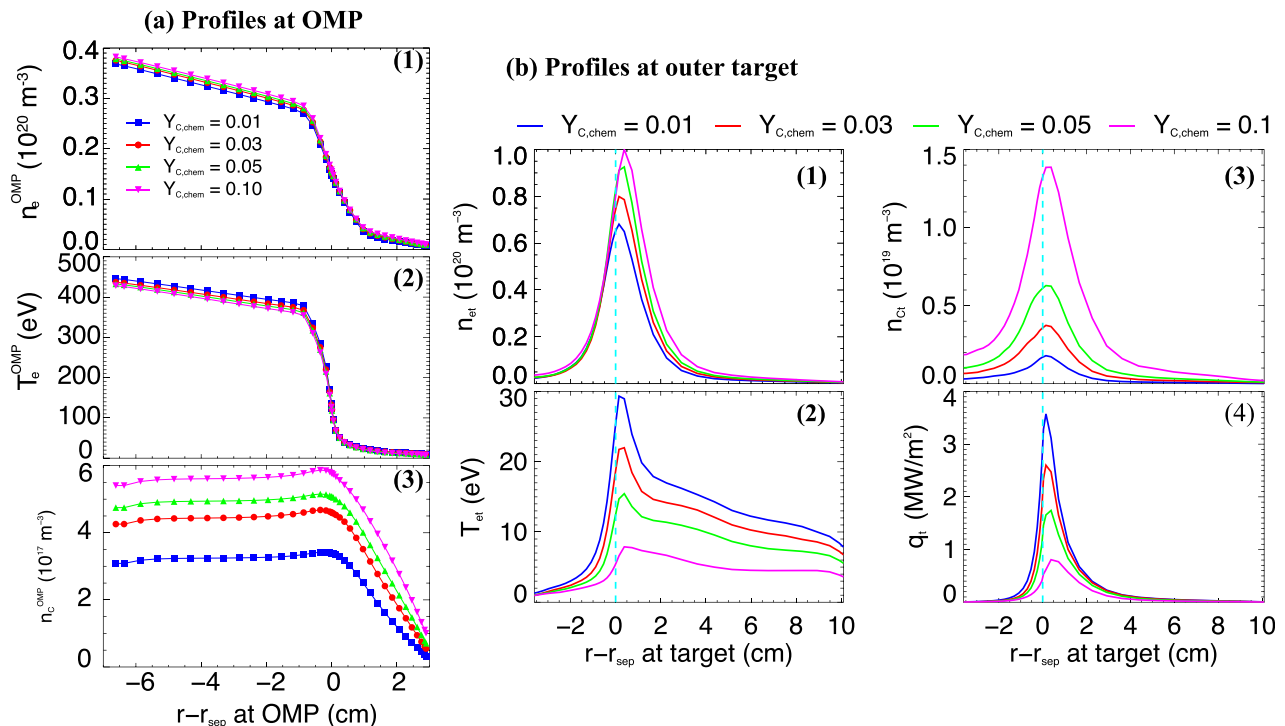 (a) Profiles at OMP
(1)
n_e^OMP (10^20 m^−3)
0.4
0.3
0.2
0.1
0.0
Y_C,chem = 0.01
Y_C,chem = 0.03
Y_C,chem = 0.05
Y_C,chem = 0.10
(2)
T_e^OMP (eV)
500
400
300
200
100
0
(3)
n_C^OMP (10^17 m^−3)
6
4
2
0
−6 −4 −2 0 2
r−r_sep at OMP (cm)
(b) Profiles at outer target
Y_C,chem = 0.01 Y_C,chem = 0.03 Y_C,chem = 0.05 Y_C,chem = 0.1
(1)
n_et (10^20 m^−3)
1.0
0.8
0.6
0.4
0.2
0.0
(2)
T_et (eV)
30
20
10
0
−2 0 2 4 6 8 10
r−r_sep at target (cm)
(3)
n_Ct (10^19 m^−3)
1.5
1.0
0.5
0.0
(4)
q_t (MW/m^2)
4
3
2
1
0
−2 0 2 4 6 8 10
r−r_sep at target (cm)